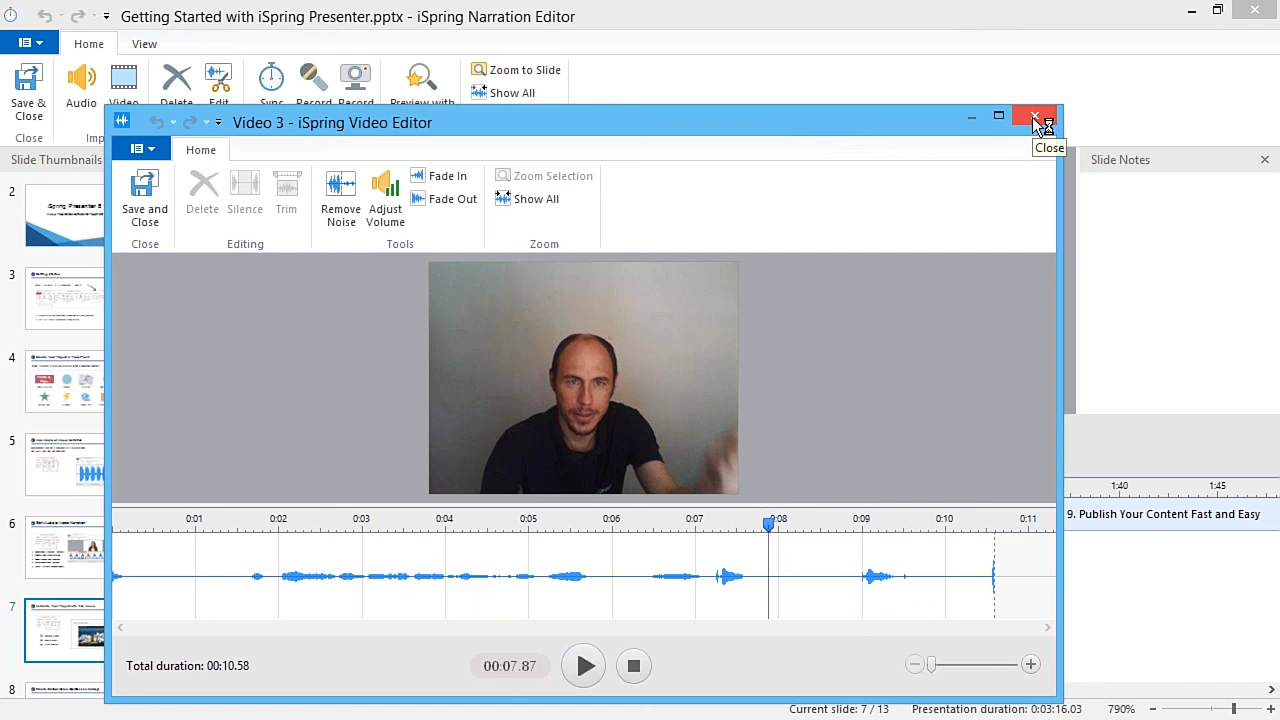 Getting Started with iSpring Presenter.pptx - iSpring Narration Editor
Home
View
Save &
Close
Audio
Video
Delete
Edit
Sync
Record
Record
Preview with
Zoom to Slide
Show All
Close
Slide Thumbnails
Slide Notes
Video 3 - iSpring Video Editor
Close
Home
Save and
Close
Delete
Silence
Trim
Remove
Noise
Adjust
Volume
Fade In
Fade Out
Zoom Selection
Show All
Close
Editing
Tools
Zoom
2
3
4
5
6
7
8
0:01
0:02
0:03
0:04
0:05
0:06
0:07
0:08
0:09
0:10
0:11
1:40
1:45
9. Publish Your Content Fast and Easy
Total duration: 00:10.58
00:07.87
Current slide: 7 / 13
Presentation duration: 0:03:16.03
790%